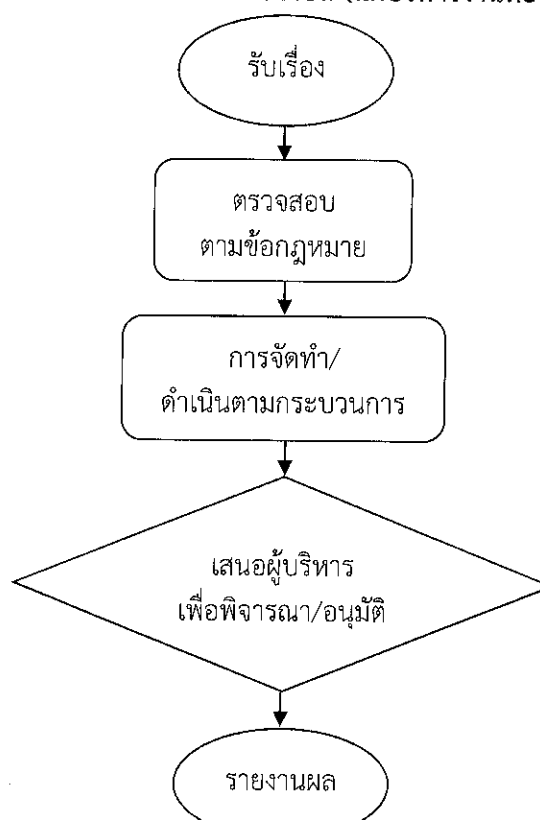 รับเรื่อง
ตรวจสอบ
ตามข้อกฎหมาย
การจัดทำ/
ดำเนินตามกระบวนการ
เสนอผู้บริหาร
เพื่อพิจารณา/อนุมัติ
รายงานผล